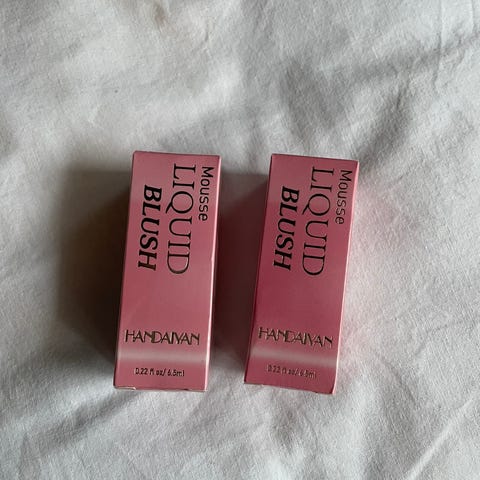 Mousse
LIQUID
BLUSH
HANDAIYAN
0.22 fl oz/ 6.5ml
Mousse
LIQUID
BLUSH
HANDAIYAN
0.22 fl oz/ 6.5ml